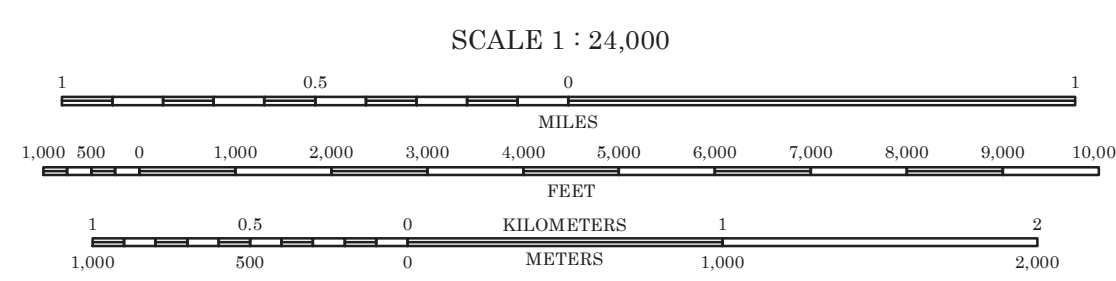 SCALE 1 : 24,000
1 0.5 0 1
MILES
1,000 500 0 1,000 2,000 3,000 4,000 5,000 6,000 7,000 8,000 9,000 10,00
FEET
1 0.5 0 KILOMETERS 1 2
1,000 500 0 METERS 1,000 2,000